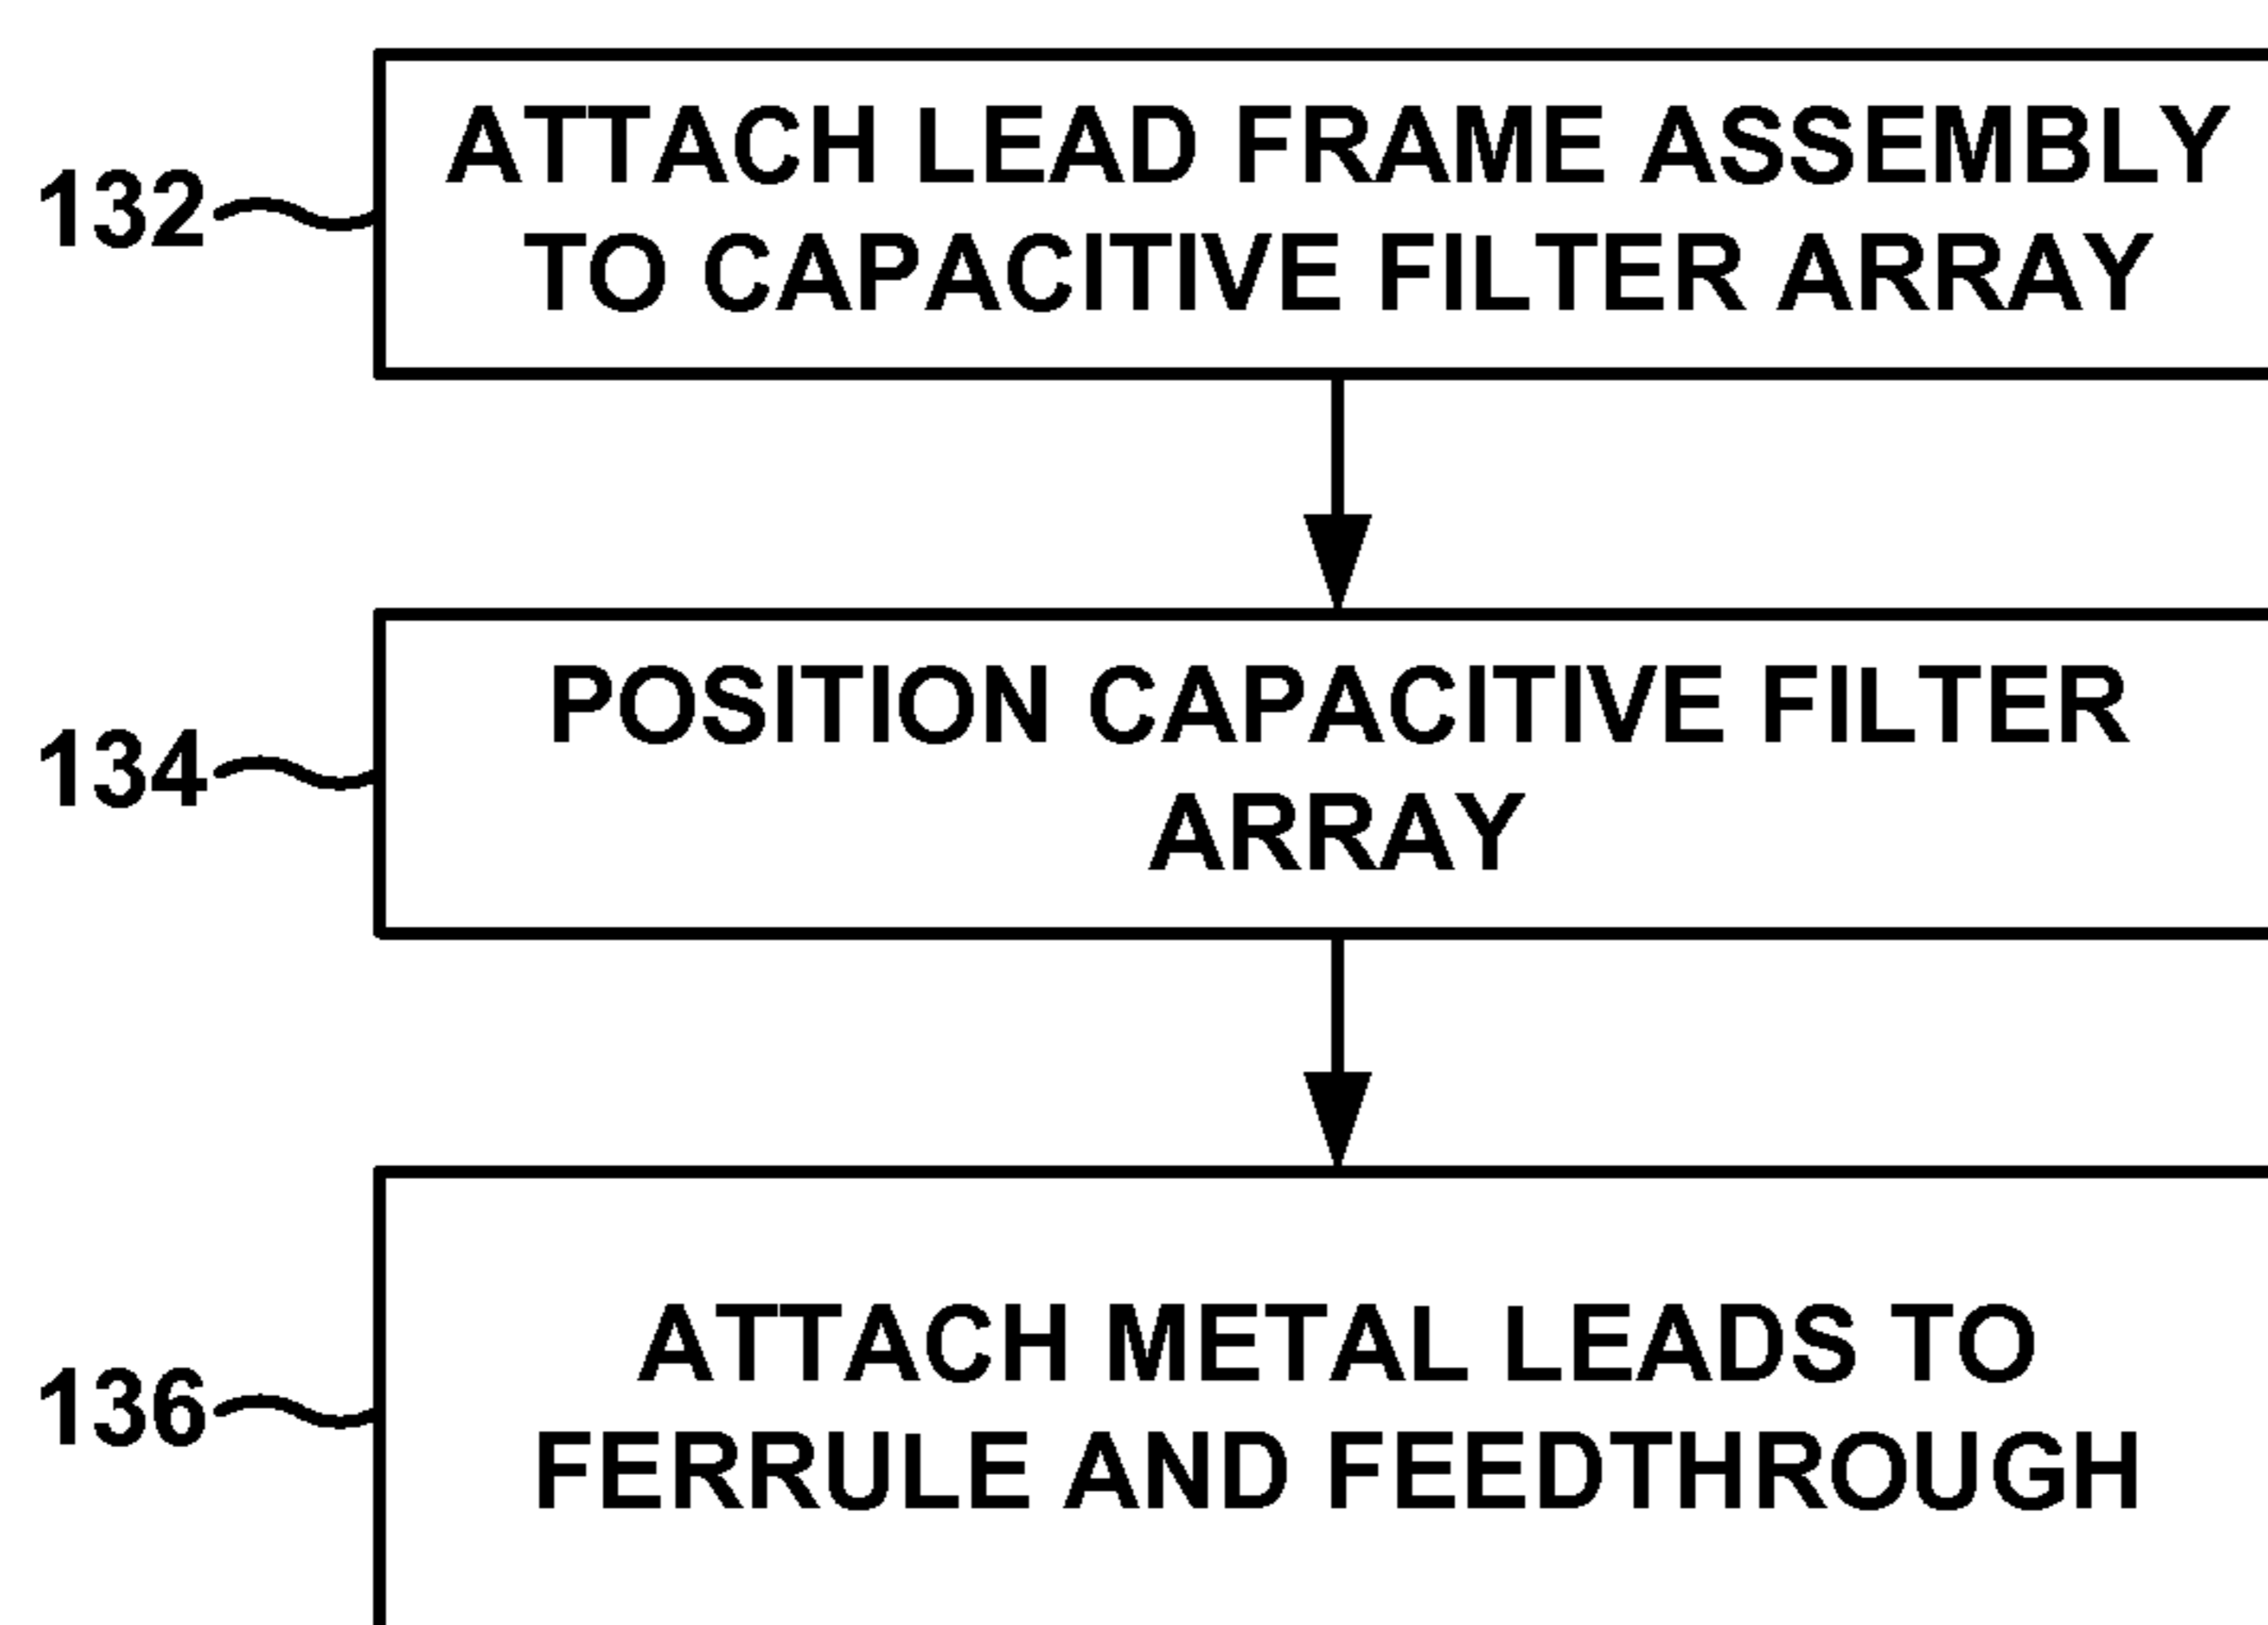 132
ATTACH LEAD FRAME ASSEMBLY
TO CAPACITIVE FILTER ARRAY
134
POSITION CAPACITIVE FILTER
ARRAY
136
ATTACH METAL LEADS TO
FERRULE AND FEEDTHROUGH